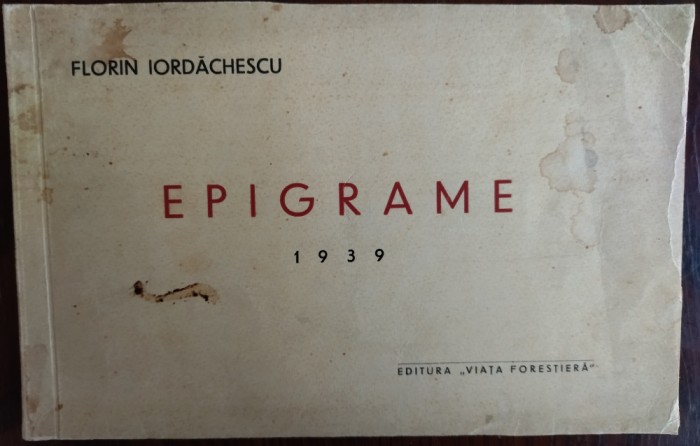 FLORIN IORDĂCHESCU
EPIGRAME
1939
EDITURA „VIAȚA FORESTIERĂ"